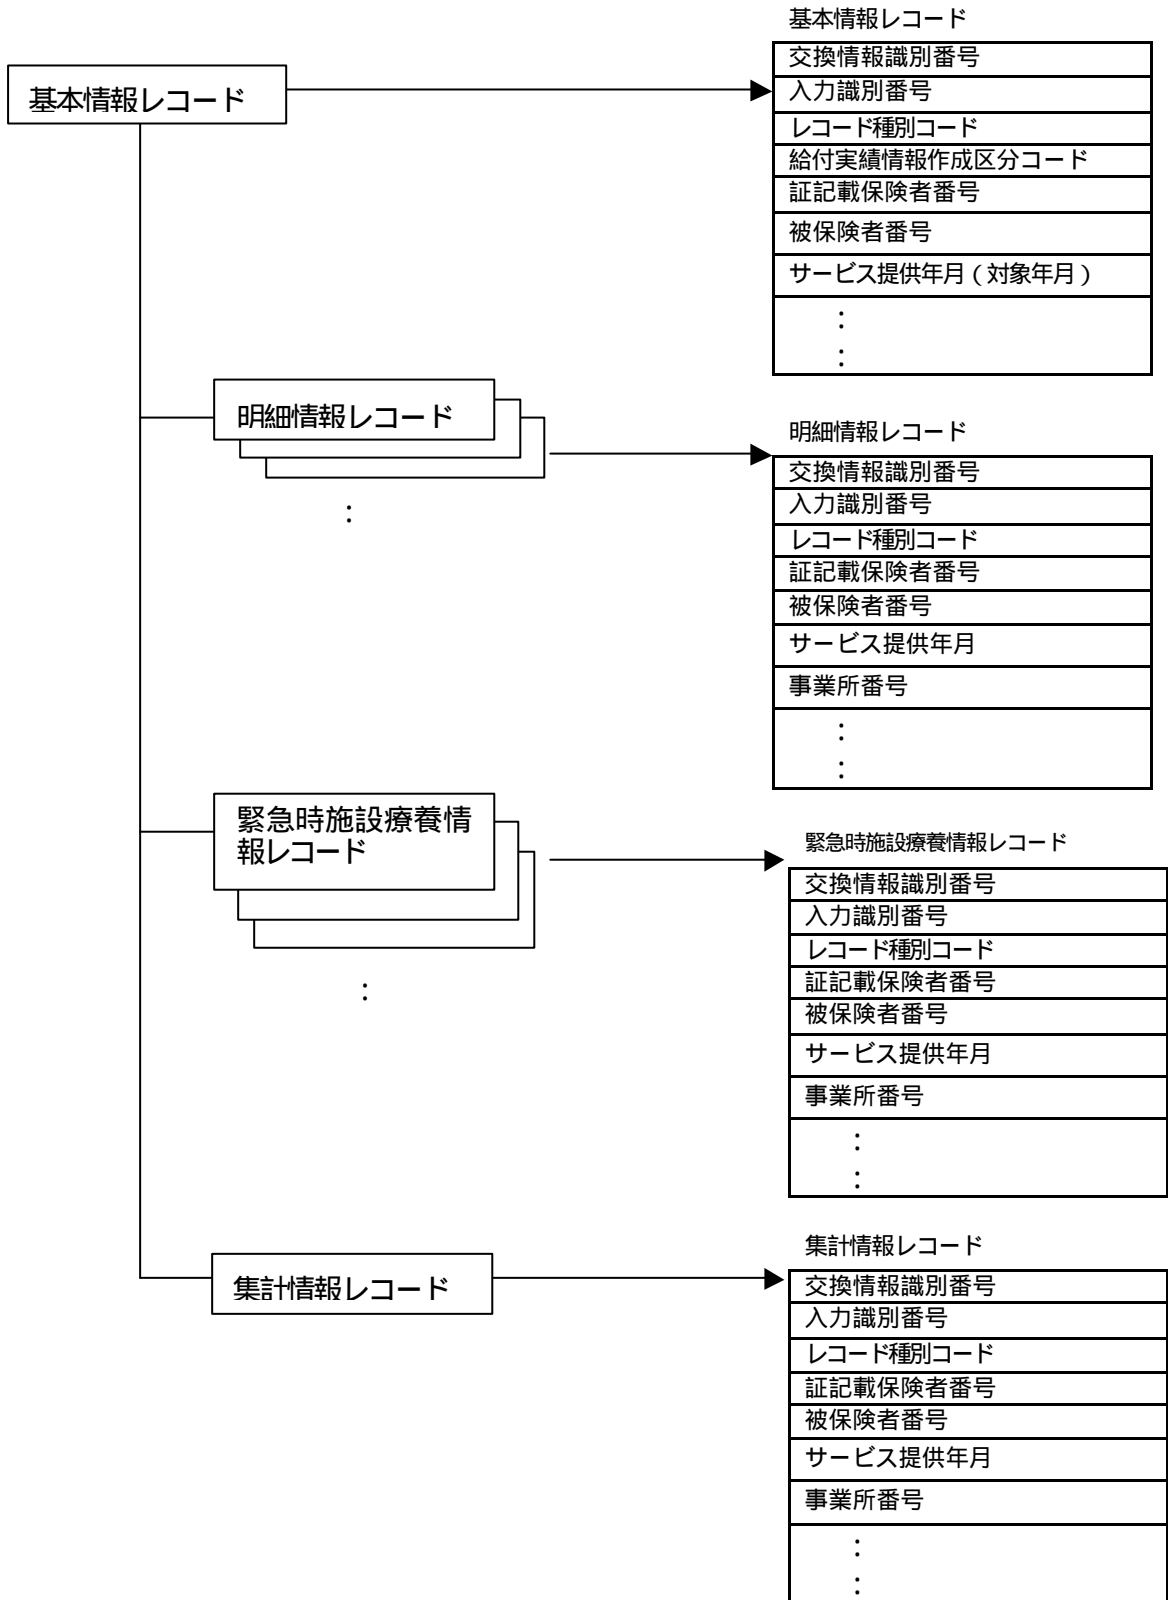 基本情報レコード
基本情報レコード
交換情報識別番号
入力識別番号
レコード種別コード
給付実績情報作成区分コード
証記載保険者番号
被保険者番号
サービス提供年月(対象年月)
:
:
明細情報レコード
:
明細情報レコード
交換情報識別番号
入力識別番号
レコード種別コード
証記載保険者番号
被保険者番号
サービス提供年月
事業所番号
:
:
緊急時施設療養情
報レコード
:
緊急時施設療養情報レコード
交換情報識別番号
入力識別番号
レコード種別コード
証記載保険者番号
被保険者番号
サービス提供年月
事業所番号
:
:
集計情報レコード
集計情報レコード
交換情報識別番号
入力識別番号
レコード種別コード
証記載保険者番号
被保険者番号
サービス提供年月
事業所番号
:
: